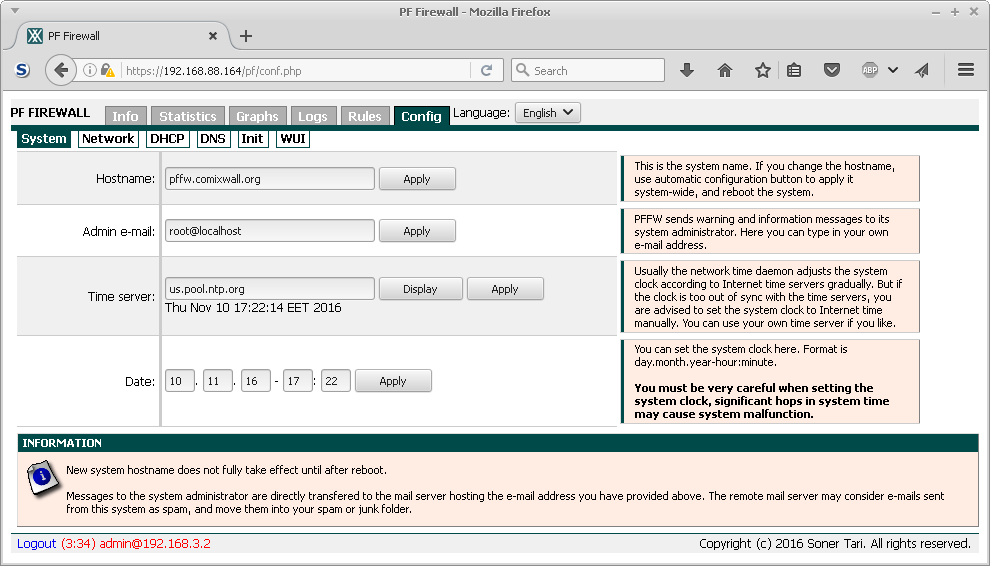 PF Firewall - Mozilla Firefox
PF Firewall
https://192.168.88.164/pf/conf.php
Search
ABP
PF FIREWALL Info Statistics Graphs Logs Rules Config Language: English
System Network DHCP DNS Init WUI
Hostname: pffw.comixwall.org Apply
This is the system name. If you change the hostname,
use automatic configuration button to apply it
system-wide, and reboot the system.
Admin e-mail: root@localhost Apply
PFFW sends warning and information messages to its
system administrator. Here you can type in your own
e-mail address.
Time server: us.pool.ntp.org Display Apply
Thu Nov 10 17:22:14 EET 2016
Usually the network time daemon adjusts the system
clock according to Internet time servers gradually. But if
the clock is too out of sync with the time servers, you
are advised to set the system clock to Internet time
manually. You can use your own time server if you like.
Date: 10 . 11 . 16 - 17 : 22 Apply
You can set the system clock here. Format is
day.month.year-hour:minute.
You must be very careful when setting the
system clock, significant hops in system time
may cause system malfunction.
INFORMATION
New system hostname does not fully take effect until after reboot.
Messages to the system administrator are directly transfered to the mail server hosting the e-mail address you have provided above. The remote mail server may consider e-mails sent
from this system as spam, and move them into your spam or junk folder.
Logout (3:34) admin@192.168.3.2
Copyright (c) 2016 Soner Tari. All rights reserved.